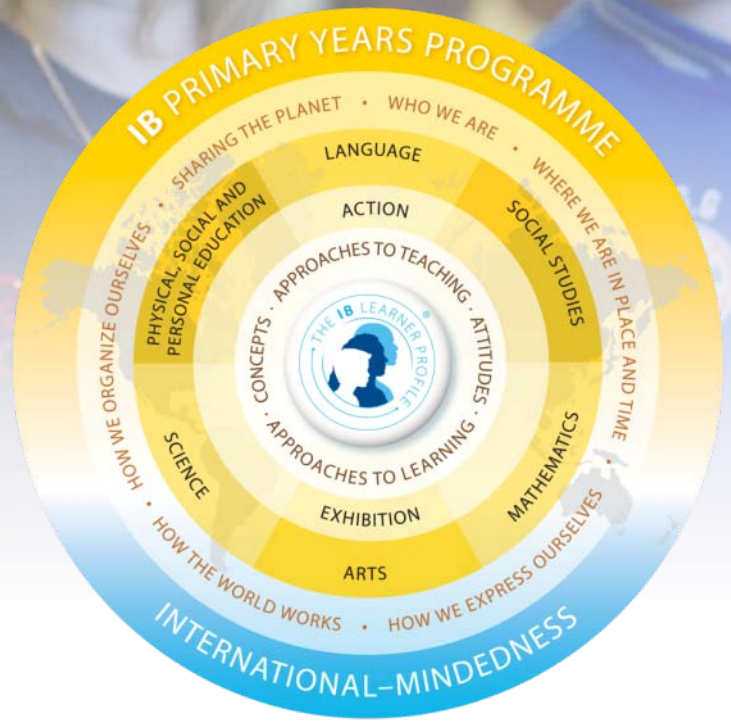 IB PRIMARY YEARS PROGRAMME
SHARING THE PLANET • WHO WE ARE • WHERE WE ARE IN PLACE AND TIME • HOW WE EXPRESS OURSELVES • HOW THE WORLD WORKS • HOW WE ORGANIZE OURSELVES •
LANGUAGE
SOCIAL STUDIES
MATHEMATICS
ARTS
SCIENCE
PHYSICAL, SOCIAL AND
PERSONAL EDUCATION
ACTION
EXHIBITION
APPROACHES TO TEACHING · ATTITUDES · APPROACHES TO LEARNING · CONCEPTS ·
THE IB LEARNER PROFILE ®
INTERNATIONAL–MINDEDNESS